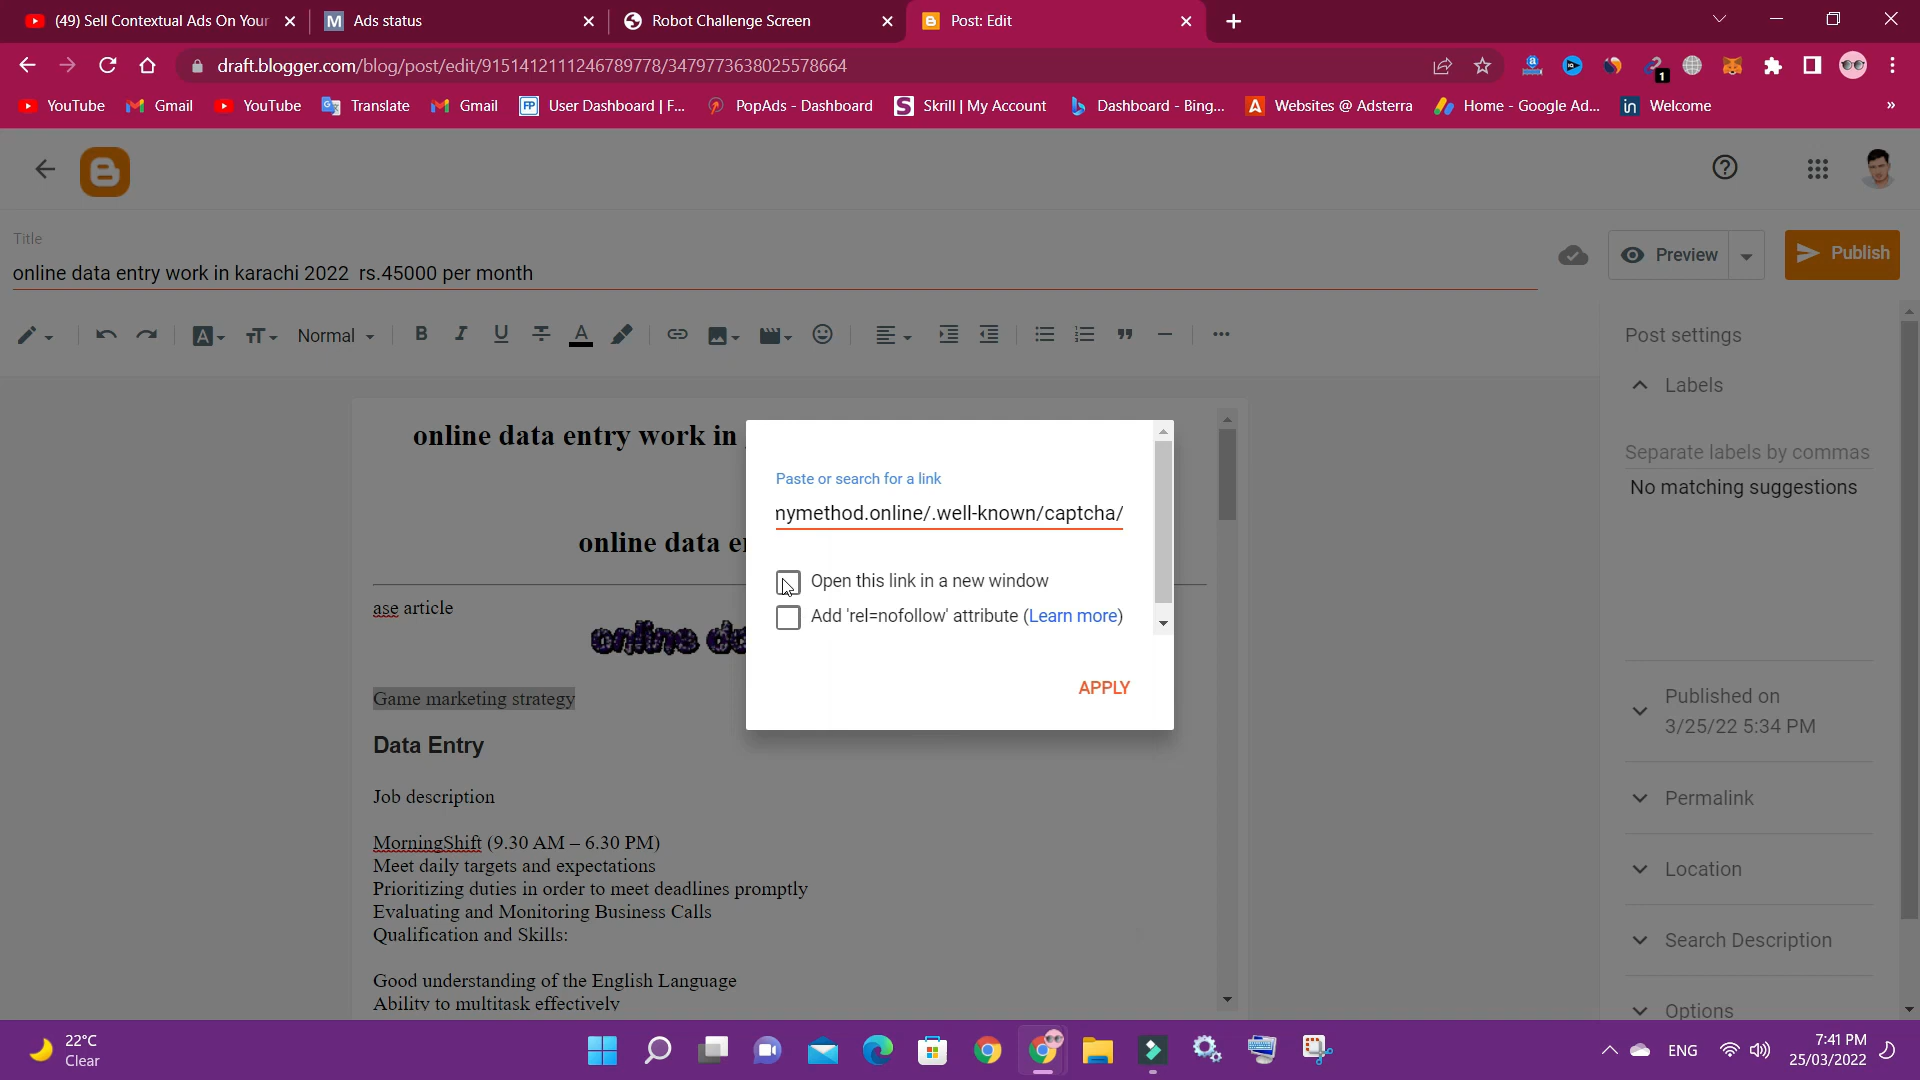 (49) Sell Contextual Ads On Your
Ads status
Robot Challenge Screen
Post: Edit
draft.blogger.com/blog/post/edit/9151412111246789778/3479773638025578664
1
YouTube
Gmail
YouTube
Translate
Gmail
User Dashboard | F...
PopAds - Dashboard
Skrill | My Account
Dashboard - Bing...
Websites @ Adsterra
Home - Google Ad...
Welcome
»
Title
online data entry work in karachi 2022 rs.45000 per month
Preview
Publish
Normal
Post settings
Labels
Separate labels by commas
No matching suggestions
Published on
3/25/22 5:34 PM
Permalink
Location
Search Description
Options
online data entry work in
online data e
ase article
online da
Game marketing strategy
Data Entry
Job description
MorningShift (9.30 AM – 6.30 PM)
Meet daily targets and expectations
Prioritizing duties in order to meet deadlines promptly
Evaluating and Monitoring Business Calls
Qualification and Skills:
Good understanding of the English Language
Ability to multitask effectively
Paste or search for a link
nymethod.online/.well-known/captcha/
Open this link in a new window
Add 'rel=nofollow' attribute (Learn more)
APPLY
22°C
Clear
ENG
7:41 PM
25/03/2022